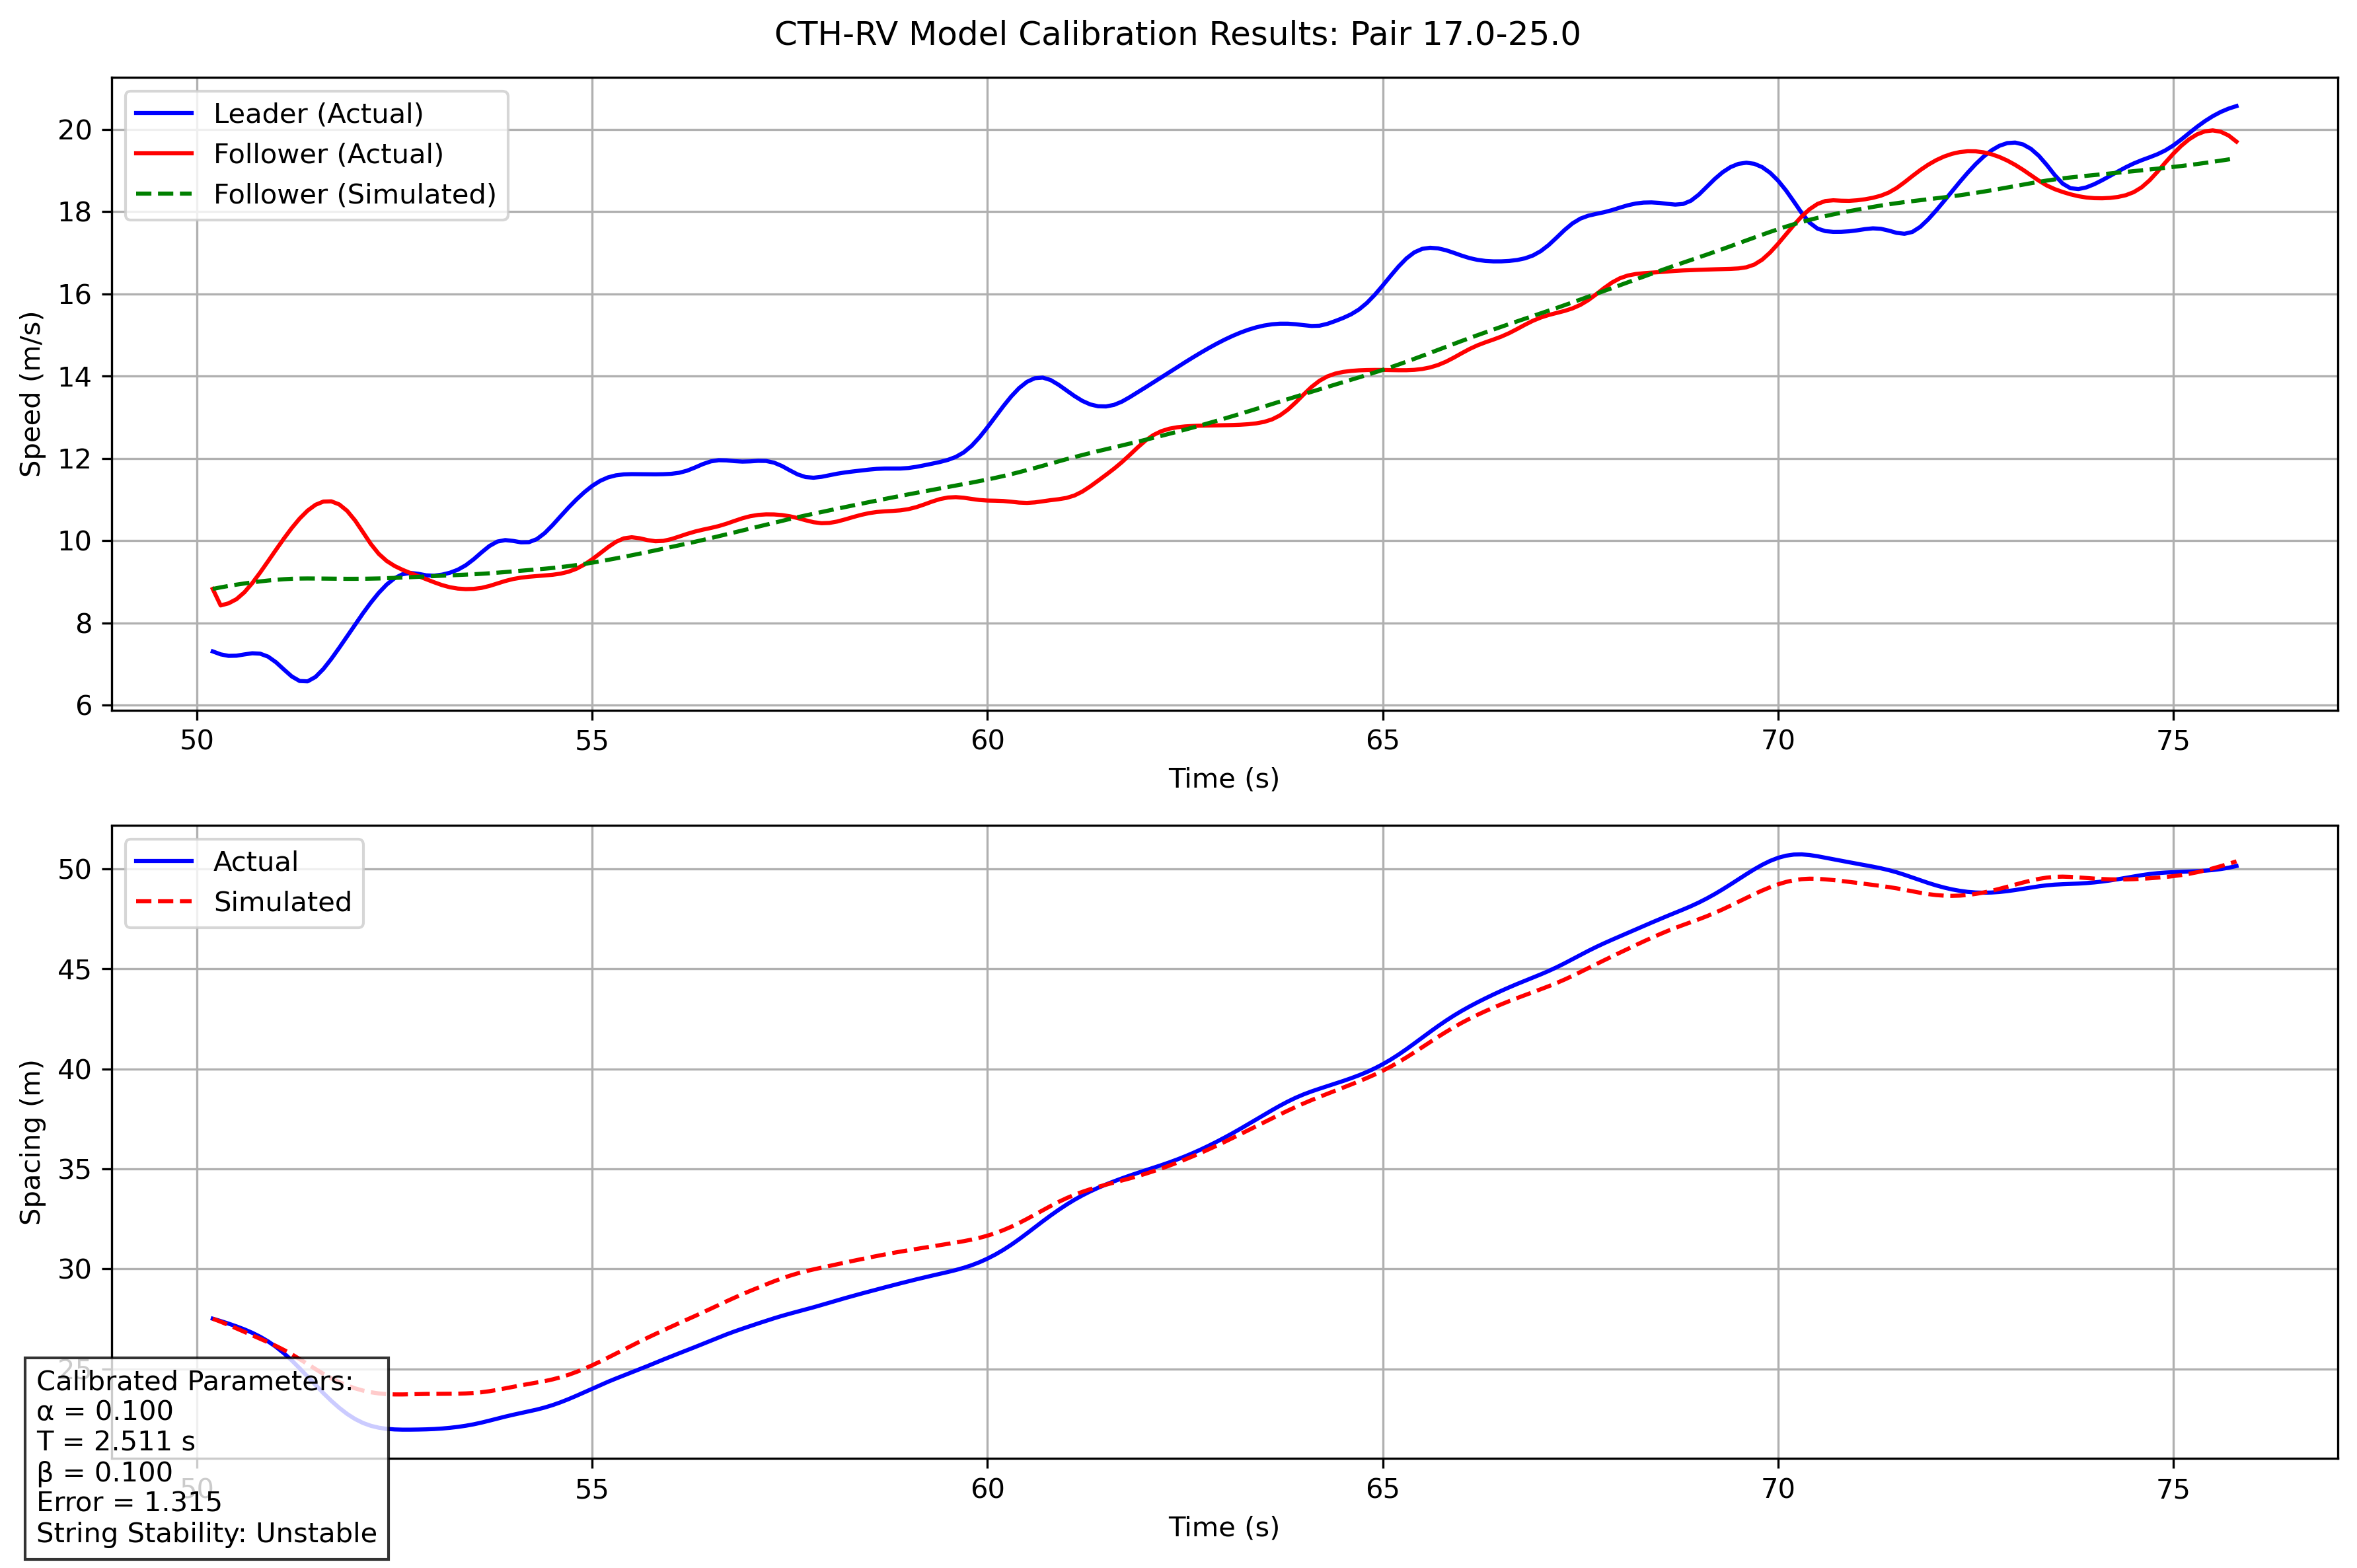 CTH-RV Model Calibration Results: Pair 17.0-25.0
Leader (Actual)
Follower (Actual)
Follower (Simulated)
Speed (m/s)
20
18
16
14
12
10
8
6
50 55 60 65 70 75
Time (s)
Actual
Simulated
Spacing (m)
50
45
40
35
30
25
50 55 60 65 70 75
Time (s)
Calibrated Parameters:
α = 0.100
T = 2.511 s
β = 0.100
Error = 1.315
String Stability: Unstable